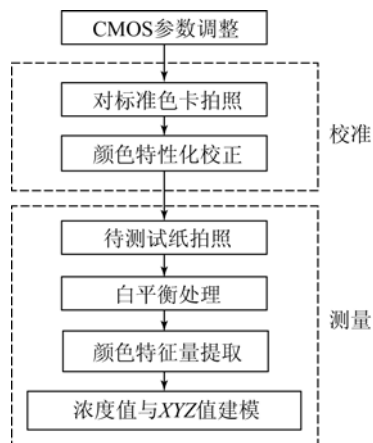 CMOS参数调整
对标准色卡拍照
颜色特性化校正
校准
待测试纸拍照
白平衡处理
颜色特征量提取
测量
浓度值与XYZ值建模